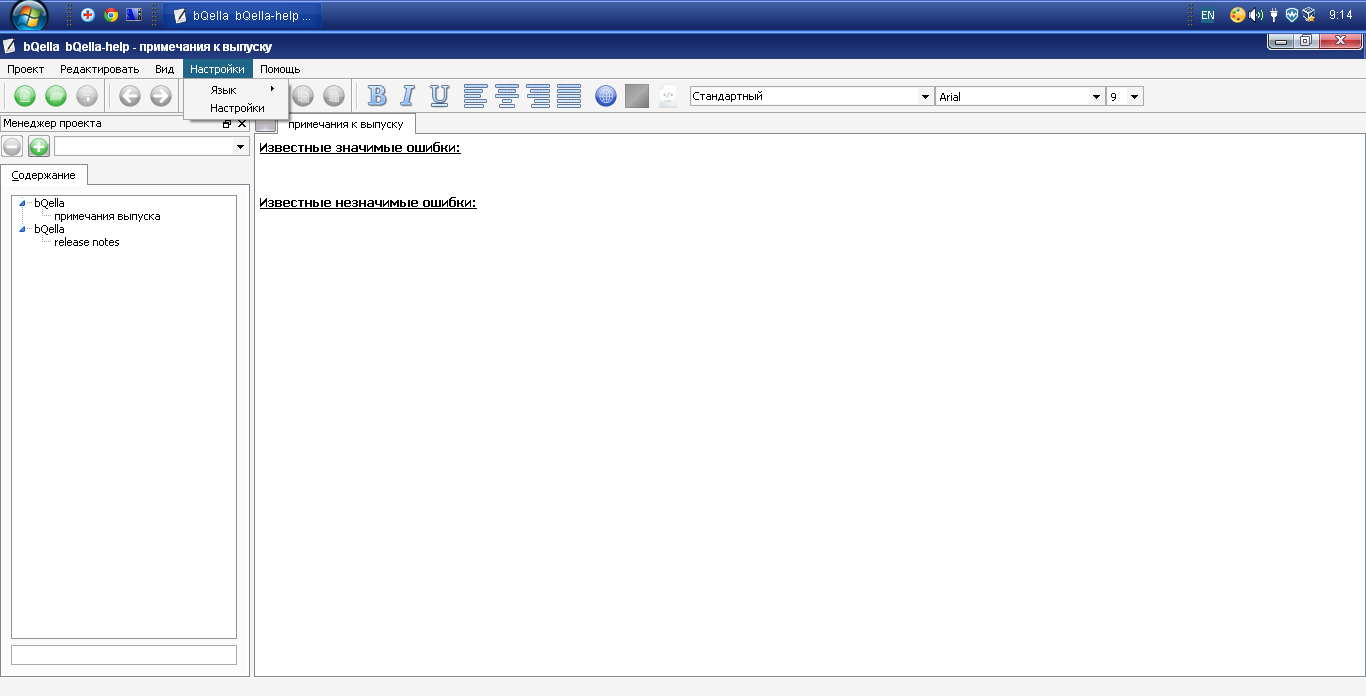 bQella bQella-help ...
EN
9:14
bQella bQella-help - примечания к выпуску
Проект Редактировать Вид Настройки Помощь
Язык
Настройки
B I U
Стандартный
Arial
9
Менеджер проекта
примечания к выпуску
Содержание
bQella
примечания выпуска
bQella
release notes
Известные значимые ошибки:
Известные незначимые ошибки: